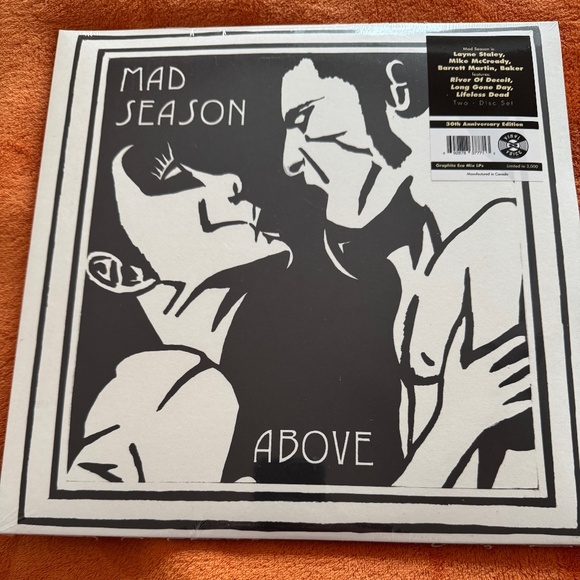 MAD
SEASON
ABOVE
Mad Season is
Layne Staley,
Mike McCready,
Barrett Martin, Baker
features
River Of Deceit,
Long Gone Day,
Lifeless Dead
Two - Disc Set
30th Anniversary Edition
VINYL
Graphite Eco Mix LPs
Limited to 3,000
Manufactured in Canada